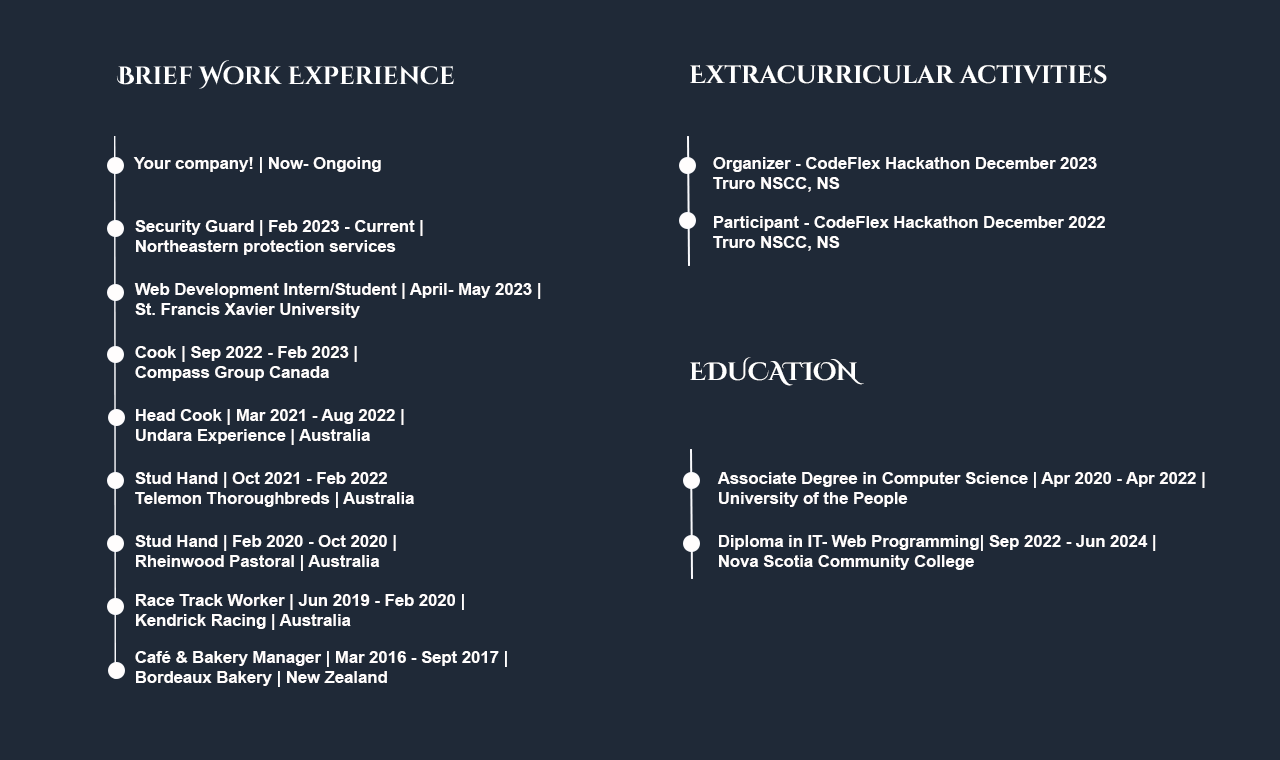 Brief Work Experience
Your company! | Now- Ongoing
Security Guard | Feb 2023 - Current |
Northeastern protection services
Web Development Intern/Student | April- May 2023 |
St. Francis Xavier University
Cook | Sep 2022 - Feb 2023 |
Compass Group Canada
Head Cook | Mar 2021 - Aug 2022 |
Undara Experience | Australia
Stud Hand | Oct 2021 - Feb 2022
Telemon Thoroughbreds | Australia
Stud Hand | Feb 2020 - Oct 2020 |
Rheinwood Pastoral | Australia
Race Track Worker | Jun 2019 - Feb 2020 |
Kendrick Racing | Australia
Café & Bakery Manager | Mar 2016 - Sept 2017 |
Bordeaux Bakery | New Zealand
Extracurricular activities
Organizer - CodeFlex Hackathon December 2023
Truro NSCC, NS
Participant - CodeFlex Hackathon December 2022
Truro NSCC, NS
Education
Associate Degree in Computer Science | Apr 2020 - Apr 2022 |
University of the People
Diploma in IT- Web Programming| Sep 2022 - Jun 2024 |
Nova Scotia Community College